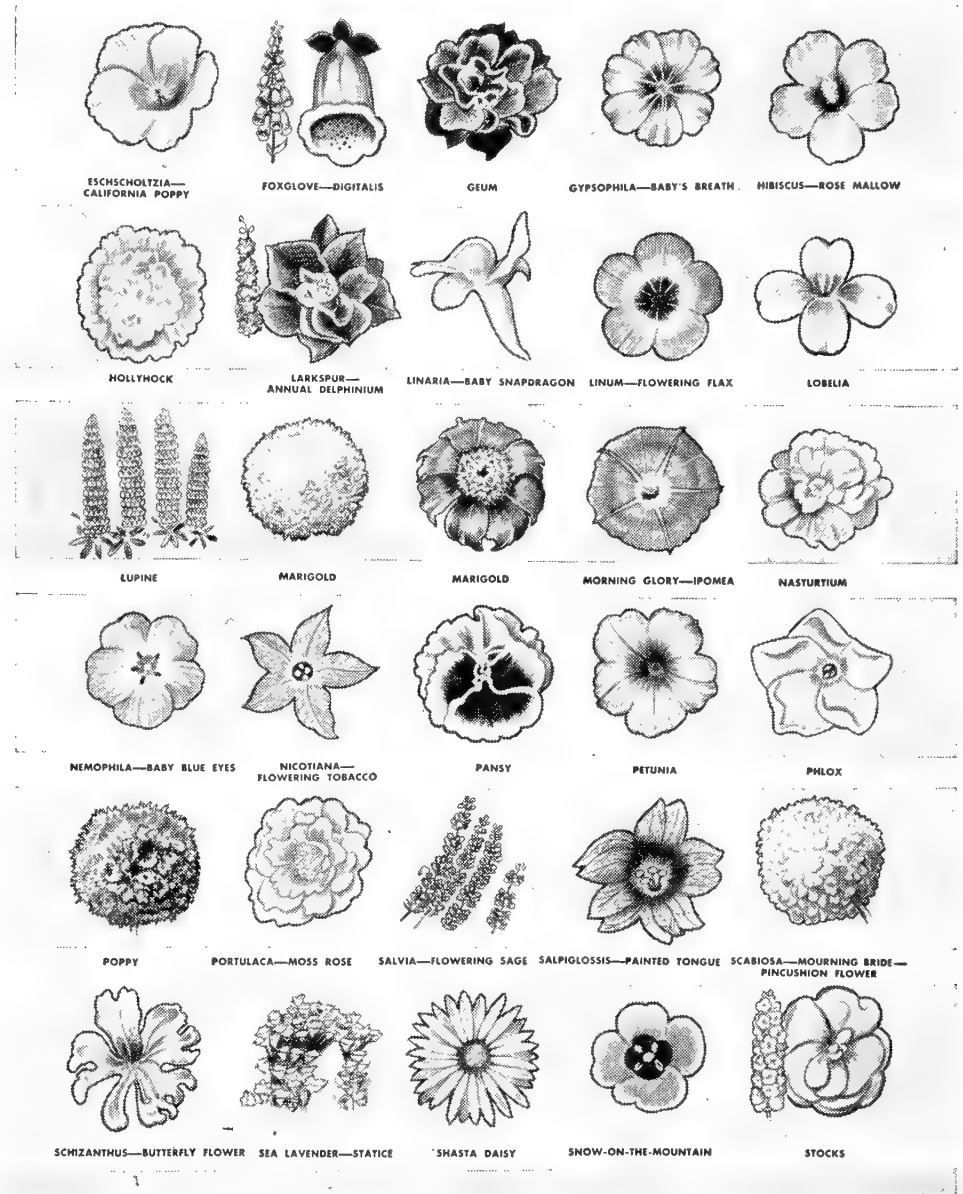 ESCHSCHOLTZIA—
CALIFORNIA POPPY
FOXGLOVE—DIGITALIS
GEUM
GYPSOPHILA—BABY'S BREATH
HIBISCUS—ROSE MALLOW
HOLLYHOCK
LARKSPUR—
ANNUAL DELPHINIUM
LINARIA—BABY SNAPDRAGON
LINUM—FLOWERING FLAX
LOBELIA
LUPINE
MARIGOLD
MARIGOLD
MORNING GLORY—IPOMEA
NASTURTIUM
NEMOPHILA—BABY BLUE EYES
NICOTIANA—
FLOWERING TOBACCO
PANSY
PETUNIA
PHLOX
POPPY
PORTULACA—MOSS ROSE
SALVIA—FLOWERING SAGE
SALPIGLOSSIS—PAINTED TONGUE
SCABIOSA—MOURNING BRIDE—
PINCUSHION FLOWER
SCHIZANTHUS—BUTTERFLY FLOWER
SEA LAVENDER—STATICE
SHASTA DAISY
SNOW-ON-THE-MOUNTAIN
STOCKS